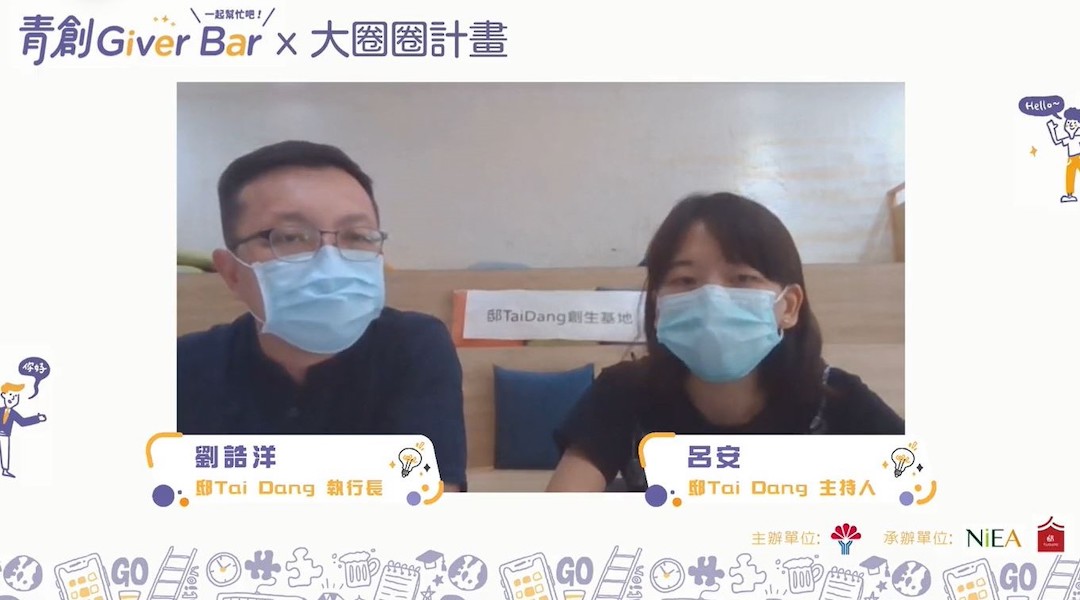 一起幫忙吧!
青創Giver Bar x 大圈圈計畫
Hello~
邸TaiDang創生基地
你好
劉誥洋
邸Tai Dang 執行長
呂安
邸Tai Dang 主持人
主辦單位:
承辦單位: NiEA
GO
GO
GO